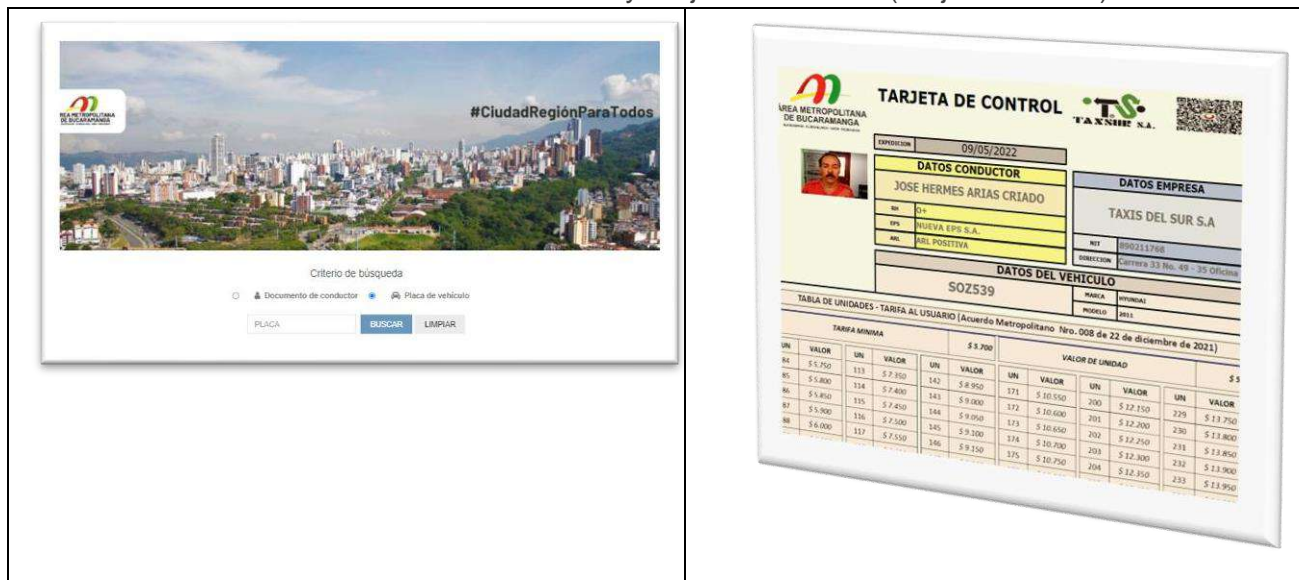 ÁREA METROPOLITANA
DE BUCARAMANGA
#CiudadRegiónParaTodos
Criterio de búsqueda
Documento de conductor Placa de vehículo
PLACA BUSCAR LIMPIAR
ÁREA METROPOLITANA
DE BUCARAMANGA
TARJETA DE CONTROL
TAXSUR S.A.
EXPEDICION 09/05/2022
DATOS CONDUCTOR
JOSE HERMES ARIAS CRIADO
RH O+
EPS NUEVA EPS S.A.
ARL ARL POSITIVA
DATOS EMPRESA
TAXIS DEL SUR S.A
NIT 890211768
DIRECCION Carrera 33 No. 49 - 35 Oficina
DATOS DEL VEHICULO
SOZ539
MARCA HYUNDAI
MODELO 2011
TABLA DE UNIDADES - TARIFA AL USUARIO (Acuerdo Metropolitano Nro. 008 de 22 de diciembre de 2021)
TARIFA MINIMA $ 5.700 VALOR DE UNIDAD $ 5
UN VALOR UN VALOR UN VALOR UN VALOR UN VALOR UN VALOR
84 $ 5.750 113 $ 7.350 142 $ 8.950 171 $ 10.550 200 $ 12.150 229 $ 13.750
85 $ 5.800 114 $ 7.400 143 $ 9.000 172 $ 10.600 201 $ 12.200 230 $ 13.800
86 $ 5.850 115 $ 7.450 144 $ 9.050 173 $ 10.650 202 $ 12.250 231 $ 13.850
87 $ 5.900 116 $ 7.500 145 $ 9.100 174 $ 10.700 203 $ 12.300 232 $ 13.900
88 $ 6.000 117 $ 7.550 146 $ 9.150 175 $ 10.750 204 $ 12.350 233 $ 13.950